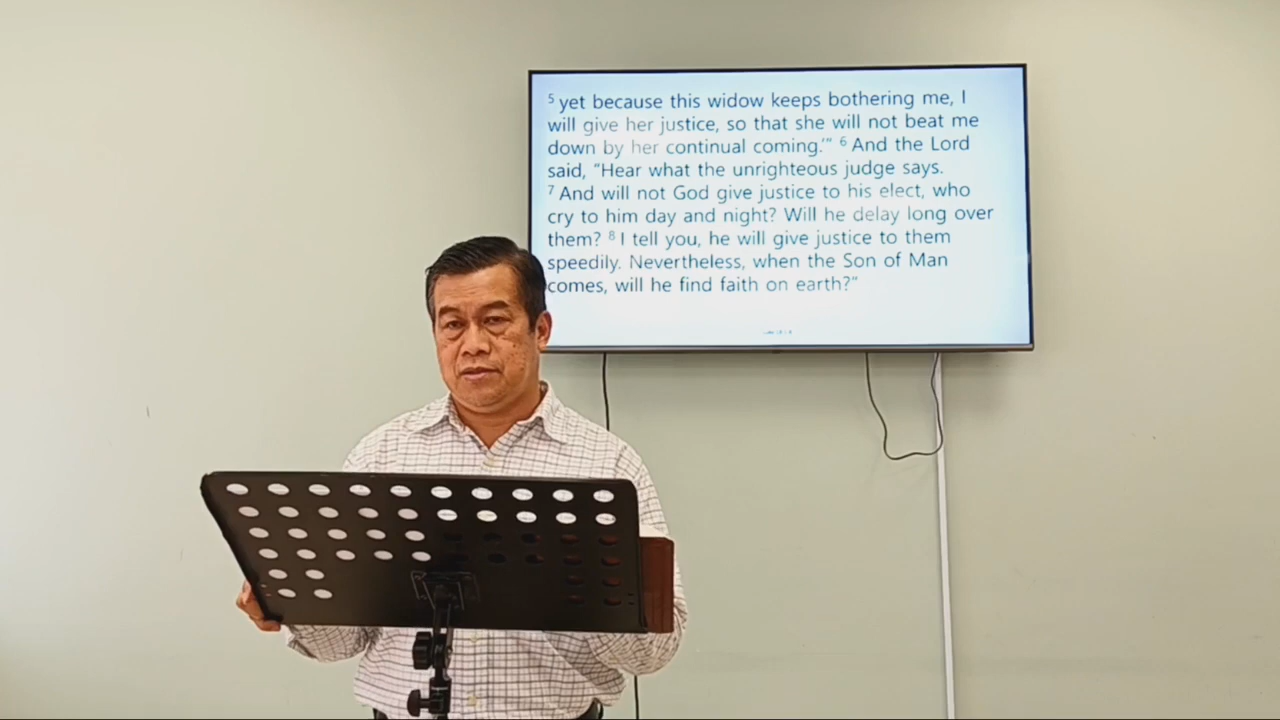 5 yet because this widow keeps bothering me, I
will give her justice, so that she will not beat me
down by her continual coming.’” 6 And the Lord
said, “Hear what the unrighteous judge says.
7 And will not God give justice to his elect, who
cry to him day and night? Will he delay long over
them? 8 I tell you, he will give justice to them
speedily. Nevertheless, when the Son of Man
comes, will he find faith on earth?”